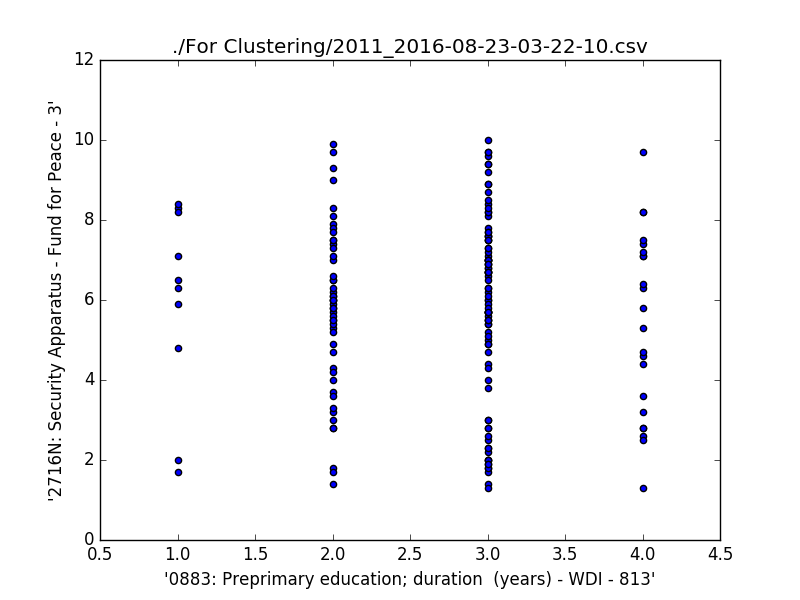 ./For Clustering/2011_2016-08-23-03-22-10.csv
12
10
8
6
4
2
0
'2716N: Security Apparatus - Fund for Peace - 3'
0.5 1.0 1.5 2.0 2.5 3.0 3.5 4.0 4.5
'0883: Preprimary education; duration  (years) - WDI - 813'